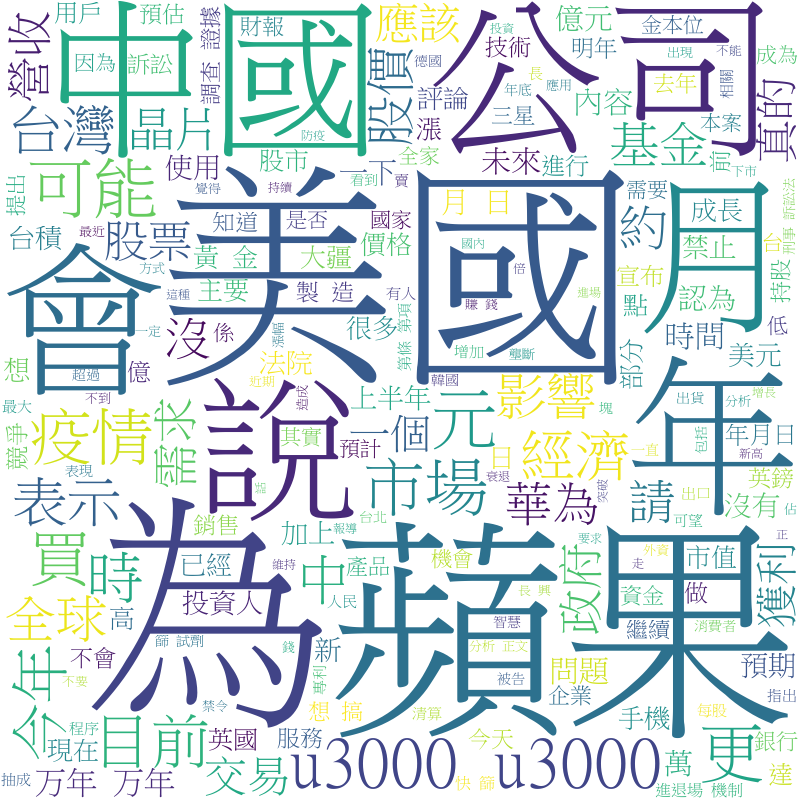 用戶
預估
營收
因為
訴訟
中國
台灣
晶片
財報
調查 證據
應該
股價
評論
技術
投資
德國
億元
金本位
明年
三星
內容
公司
出現
不能
去年
相關
成為
真的
長
年底
應用
漲
防疫
股市
一下
全家
賣
未來
進行
基金
本案
前
下市
台
刑事 訴訟法
持股
可能
使用
提出
台積
最近
股票
知道
覺得
持續
是否
看到
國家
黃 金
大疆
價格
主要
製 造
有人
方式
這種
漲幅
會
美國
國內
倍
賺 錢
進場
月 日
約
月
需要
成長
禁止
宣布
認為
點
低
時間
美元
部分
沒
係
很多
第條 第項
增加
壟斷
一定
超過
億
想
法院
近期
造成
韓國
上半年
影響
塊
出貨
分析
增長
年
最大
不到
競爭
疫情
需求
說
其實
一個
預計
元
日
經濟
一直
包括
新高
年月日
表現
表示
市場
衰退
突破
華為
請
出口
英鎊
沒有
佔
買
時
銷售
話
加上
報導
台北
中
機會
要求
可望
正
已經
維持
產品
人民
政府
外資
走
市值
獲利
全球
高
投資人
為
蘋果
智慧
長 興
資金
做
繼續
消費者
今年
不會
篩 試劑
錢
新
專利
分析 正文
被告
問題
企業
預期
指出
不要
目前
禁令
想 搞
清算
手機
每股
更
程序
現在
英國
服務
今天
萬
銀行
達
抽成
万年 万年
交易
u3000 u3000
快 篩
進退場 機制